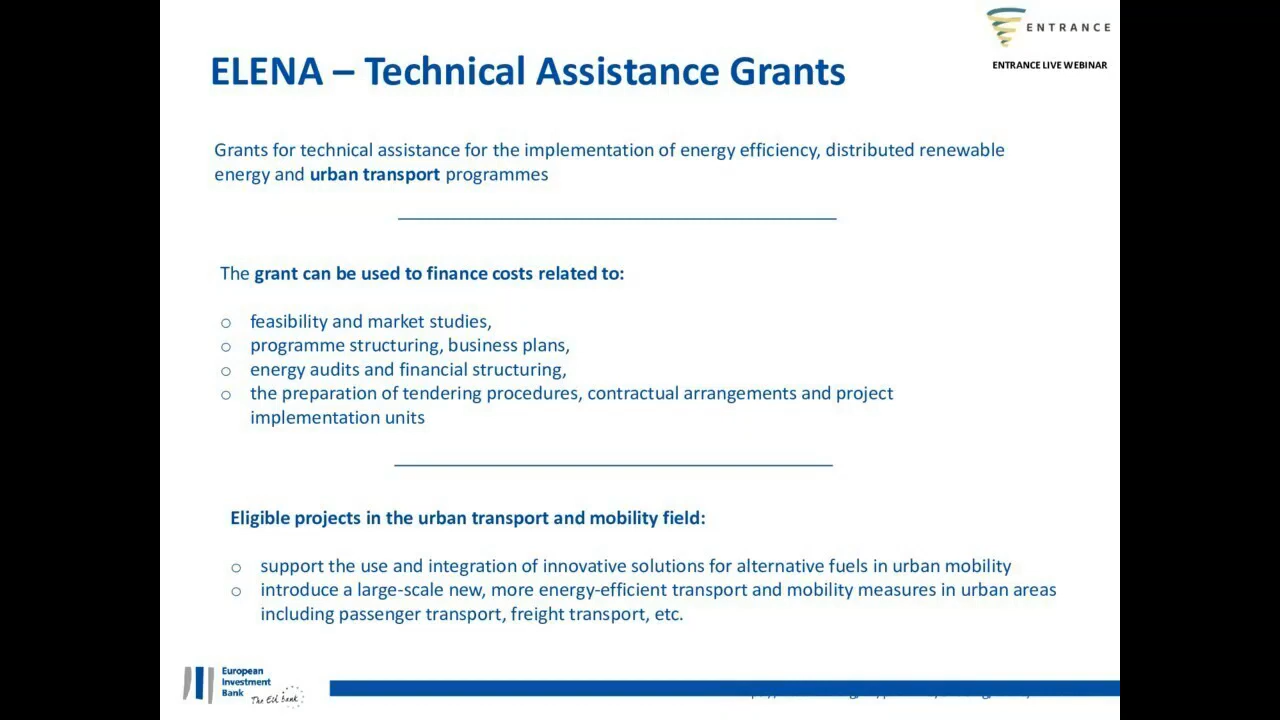 ENTRANCE
ENTRANCE LIVE WEBINAR
ELENA – Technical Assistance Grants
Grants for technical assistance for the implementation of energy efficiency, distributed renewable
energy and urban transport programmes
The grant can be used to finance costs related to:
o feasibility and market studies,
o programme structuring, business plans,
o energy audits and financial structuring,
o the preparation of tendering procedures, contractual arrangements and project
implementation units
Eligible projects in the urban transport and mobility field:
o support the use and integration of innovative solutions for alternative fuels in urban mobility
o introduce a large-scale new, more energy-efficient transport and mobility measures in urban areas
including passenger transport, freight transport, etc.
European
Investment
Bank The EU bank